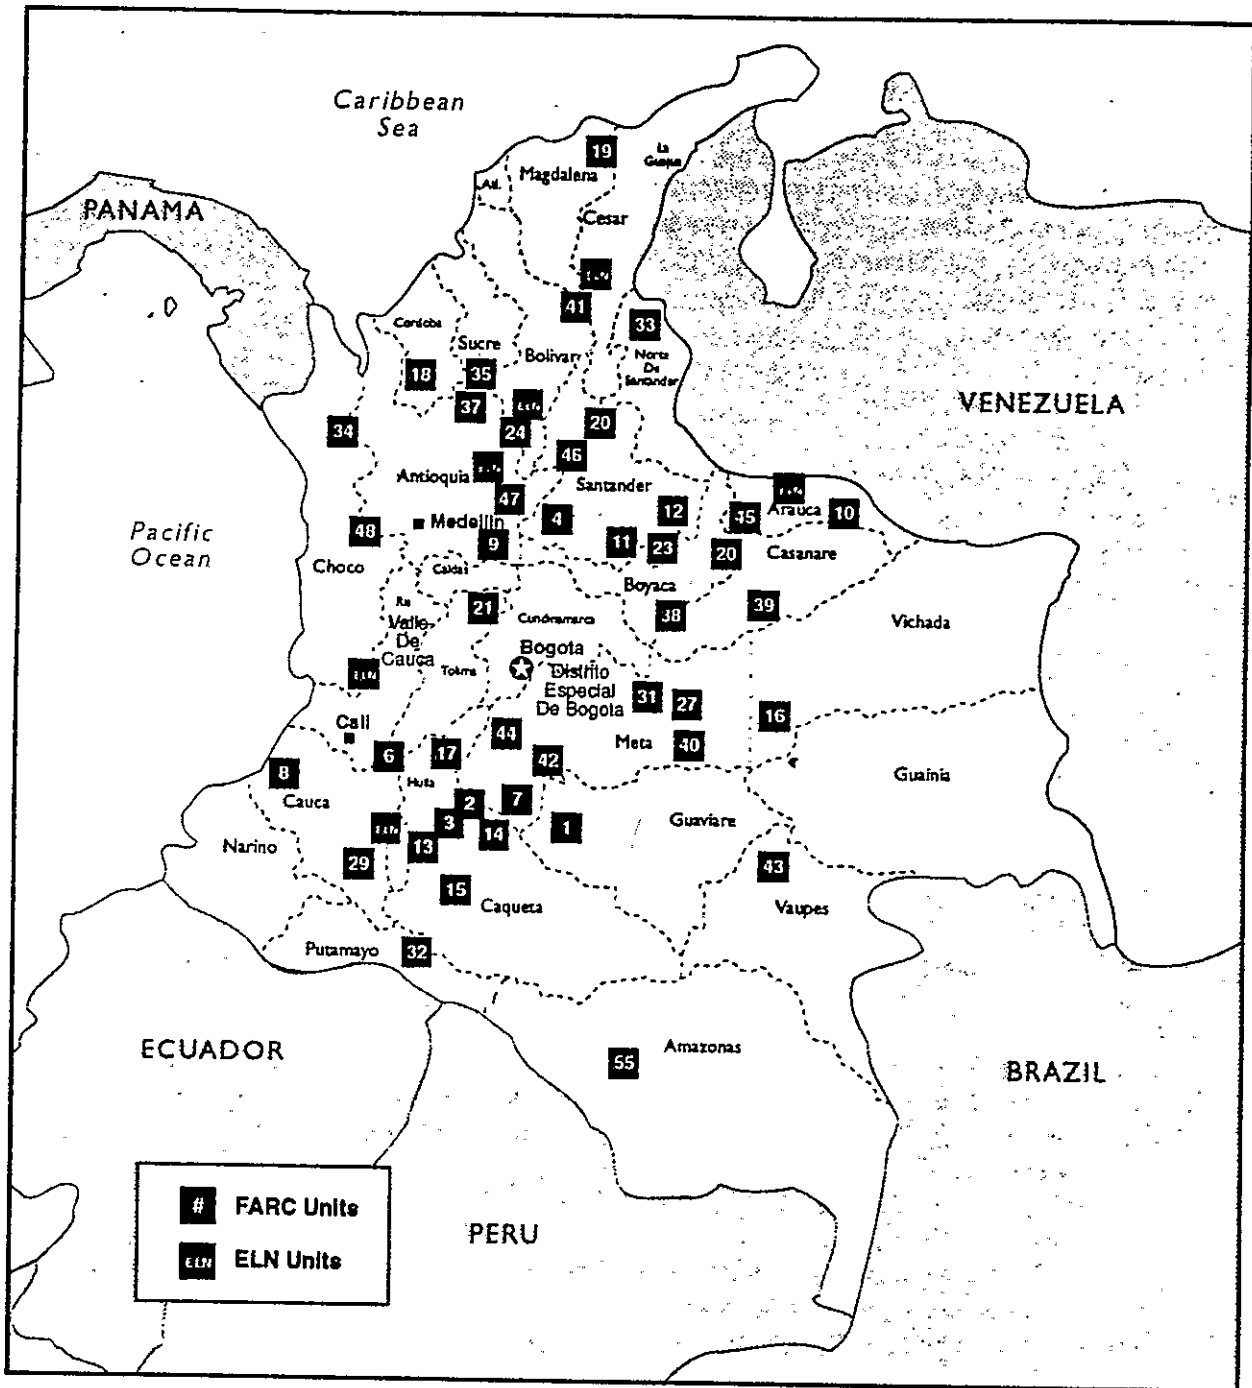 Caribbean
Sea
19
La
Guajira
Magdalena
Atl.
PANAMA
Cesar
ELN
41
33
Cordoba
Sucre
Bolivar
Norte
De
Santander
18
35
VENEZUELA
37
ELN
24
20
34
46
ELN
Antioquia
Santander
ELN
47
12
45
Arauca
10
4
Medellin
Pacific
Ocean
48
9
11
23
20
Casanare
Choco
Caldas
Boyaca
21
Cundinamarca
38
39
Ris
Valle
De
Cauca
Vichada
Bogota
Tolima
Distrito
Especial
De Bogota
ELN
31
27
16
Cali
44
Meta
40
6
17
42
8
Huila
Guainia
Cauca
2
7
3
14
1
Guaviare
ELN
Narino
13
29
43
15
Caqueta
Vaupes
Putamayo
32
ECUADOR
55
Amazonas
BRAZIL
# FARC Units
ELN ELN Units
PERU